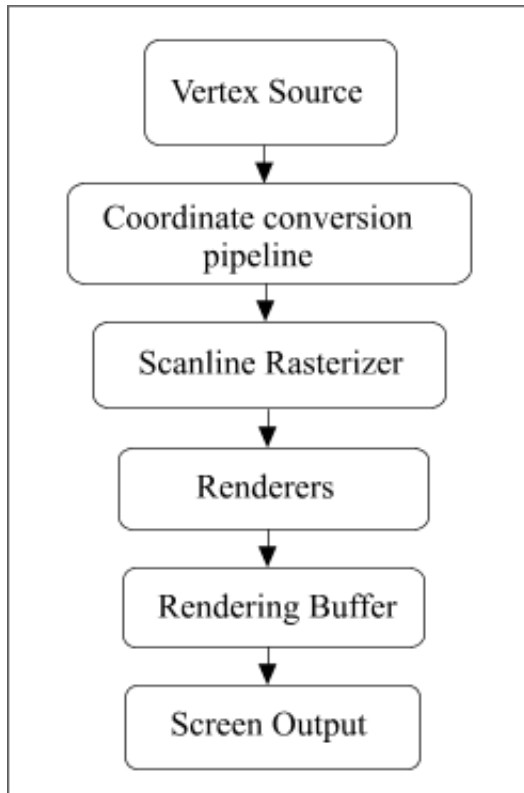 Vertex Source
Coordinate conversion
pipeline
Scanline Rasterizer
Renderers
Rendering Buffer
Screen Output